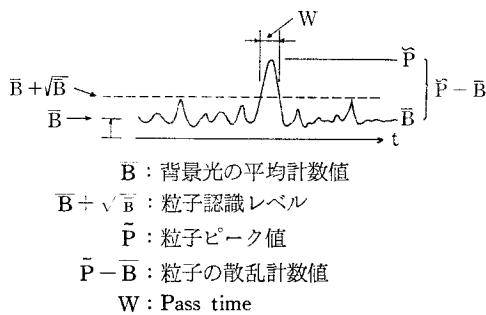 W
P̃
B̄+√B̄
B̄
B̄
P̃−B̄
t
B̄：背景光の平均計数値
B̄+√B̄：粒子認識レベル
P̃：粒子ピーク値
P̃−B̄：粒子の散乱計数値
W：Pass time